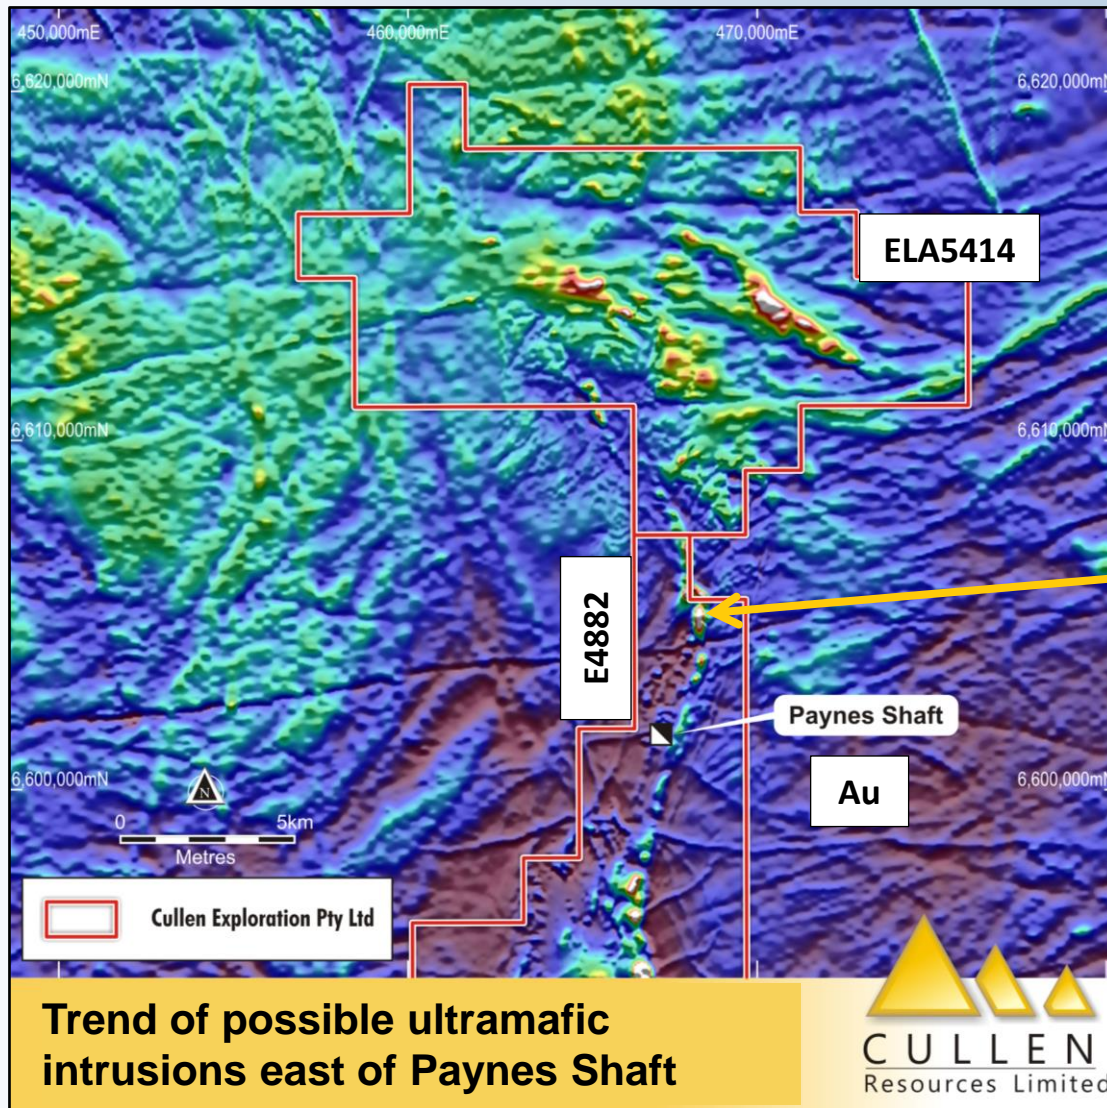 450,000mE
460,000mE
470,000mE
6,620,000mN
6,620,000mN
ELA5414
6,610,000mN
6,610,000mN
E4882
Paynes Shaft
6,600,000mN
6,600,000mN
Au
N
0 5km
Metres
Cullen Exploration Pty Ltd
Trend of possible ultramafic
intrusions east of Paynes Shaft
CULLEN
Resources Limited